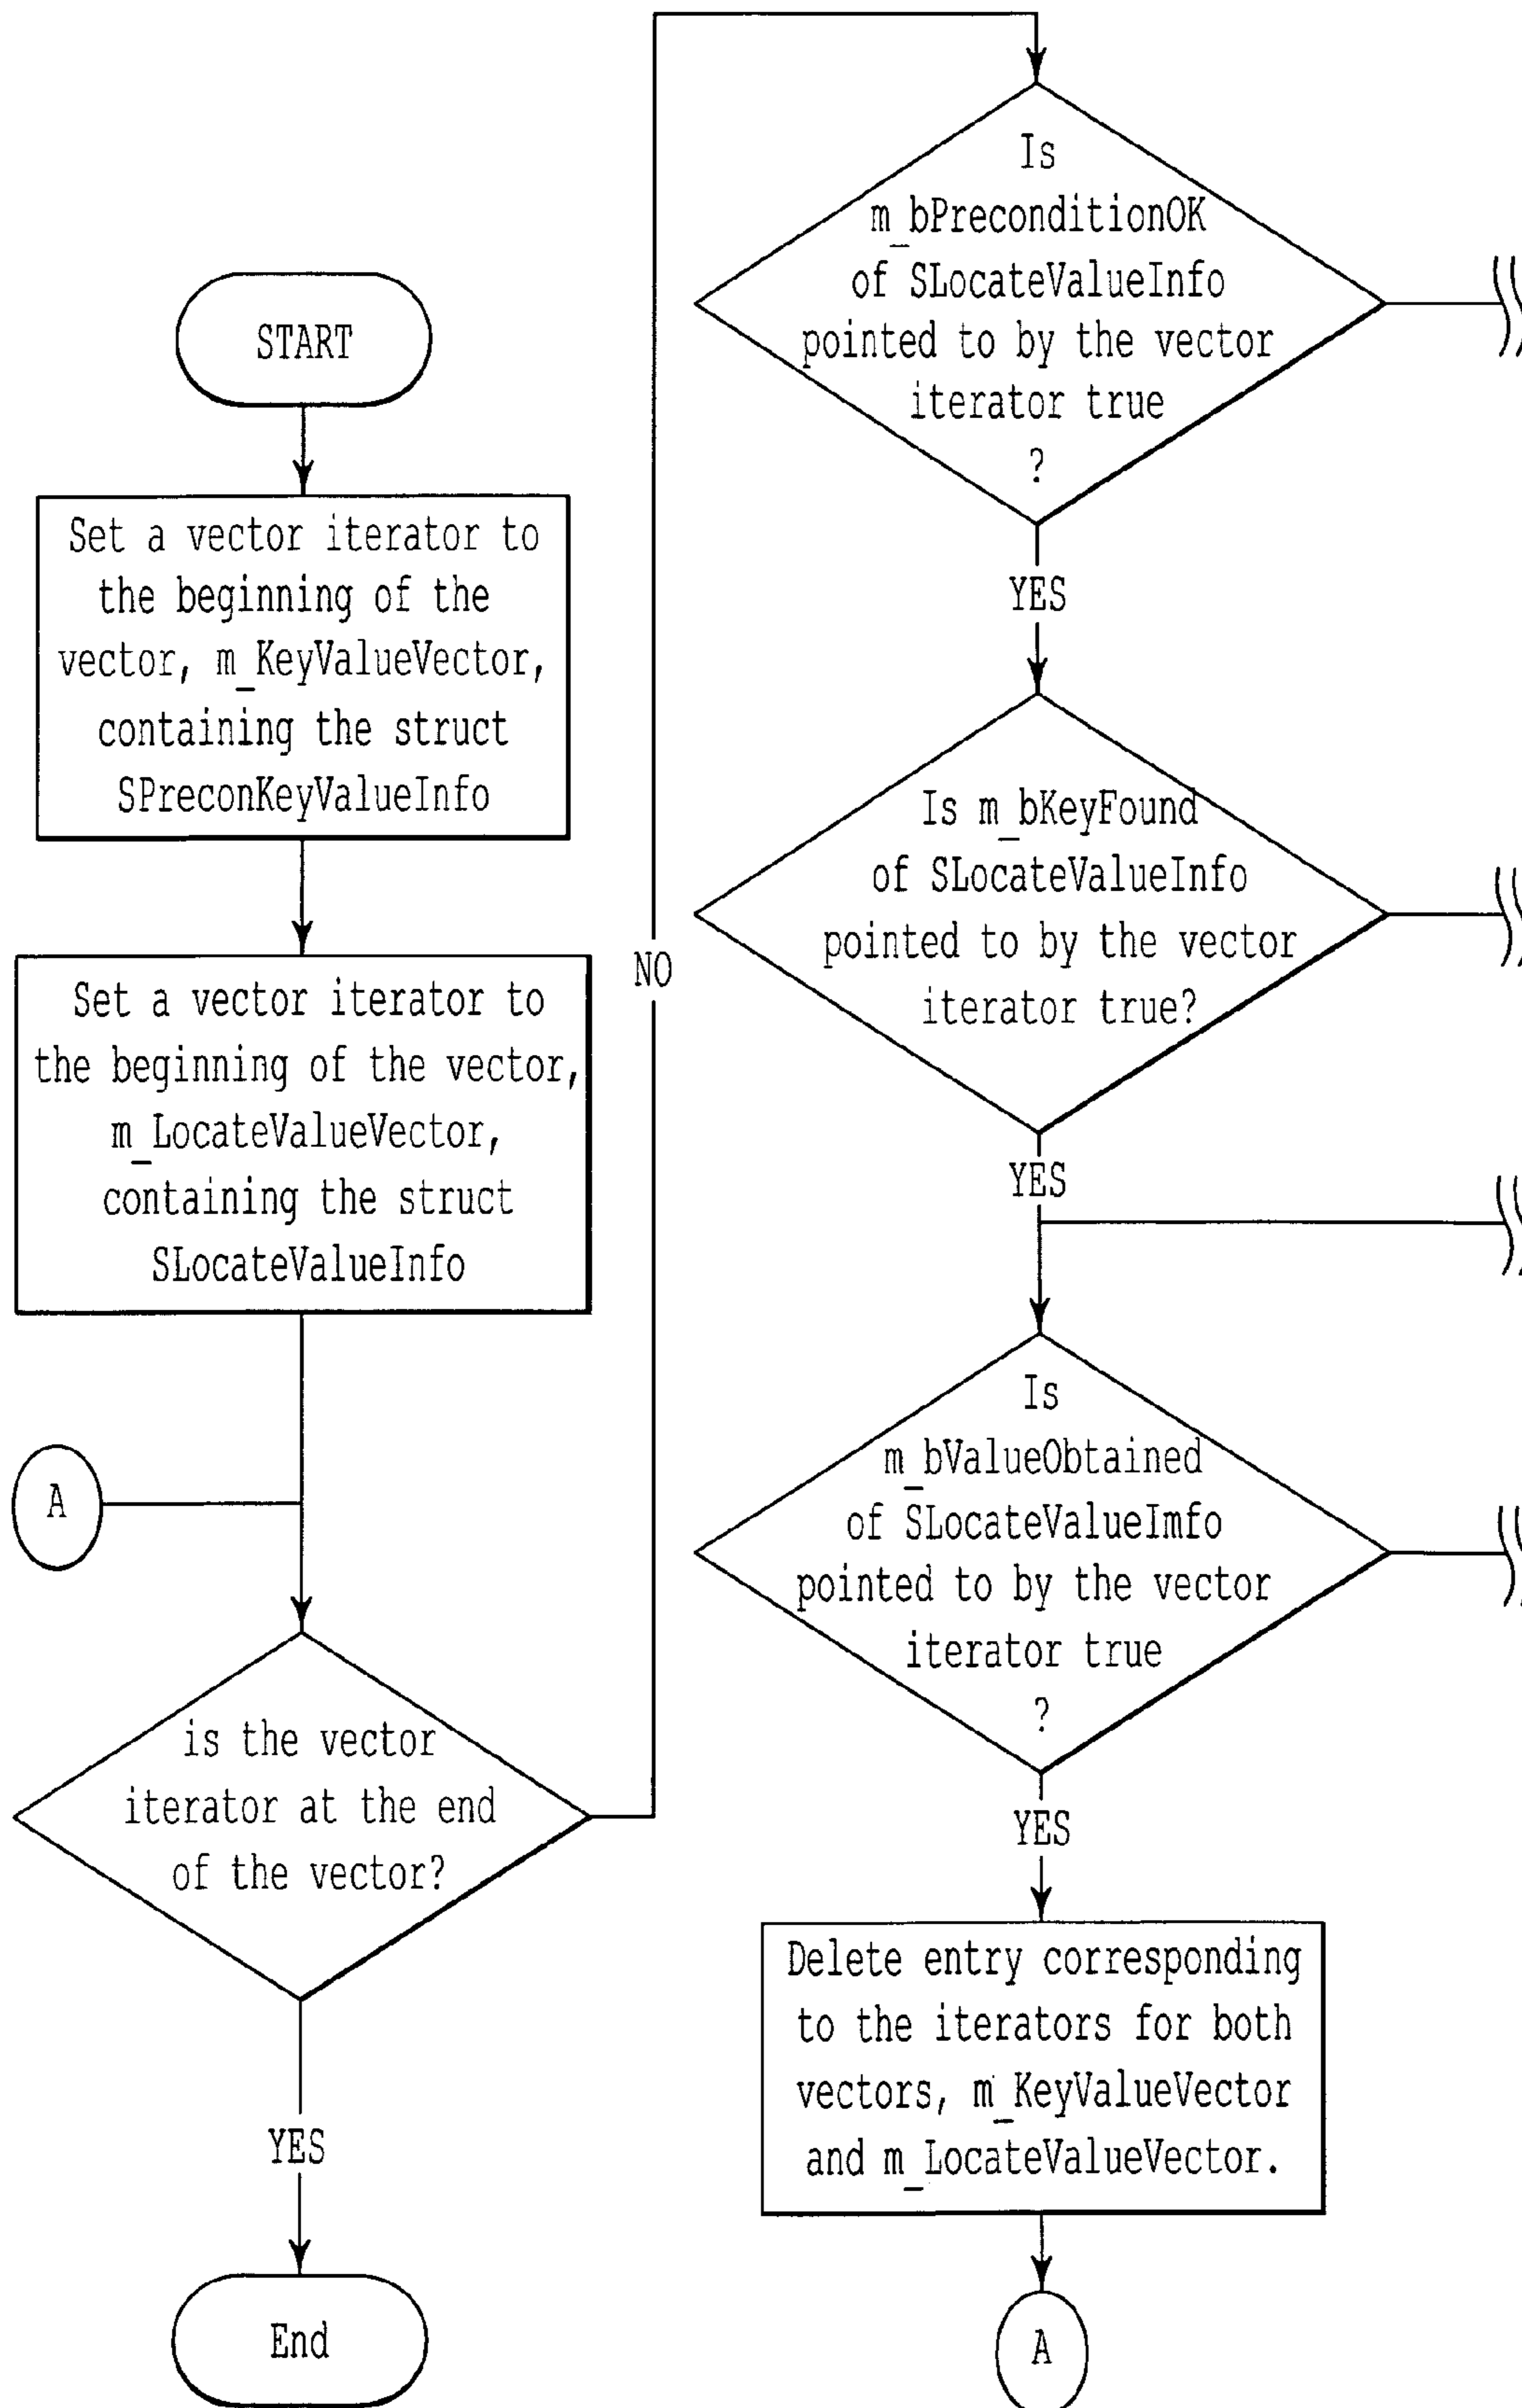 START
Set a vector iterator to
the beginning of the
vector, m_KeyValueVector,
containing the struct
SPreconKeyValueInfo
Set a vector iterator to
the beginning of the vector,
m_LocateValueVector,
containing the struct
SLocateValueInfo
A
is the vector
iterator at the end
of the vector?
YES
End
NO
Is
m_bPreconditionOK
of SLocateValueInfo
pointed to by the vector
iterator true
?
YES
Is m_bKeyFound
of SLocateValueInfo
pointed to by the vector
iterator true?
YES
Is
m_bValueObtained
of SLocateValueImfo
pointed to by the vector
iterator true
?
YES
Delete entry corresponding
to the iterators for both
vectors, m_KeyValueVector
and m_LocateValueVector.
A